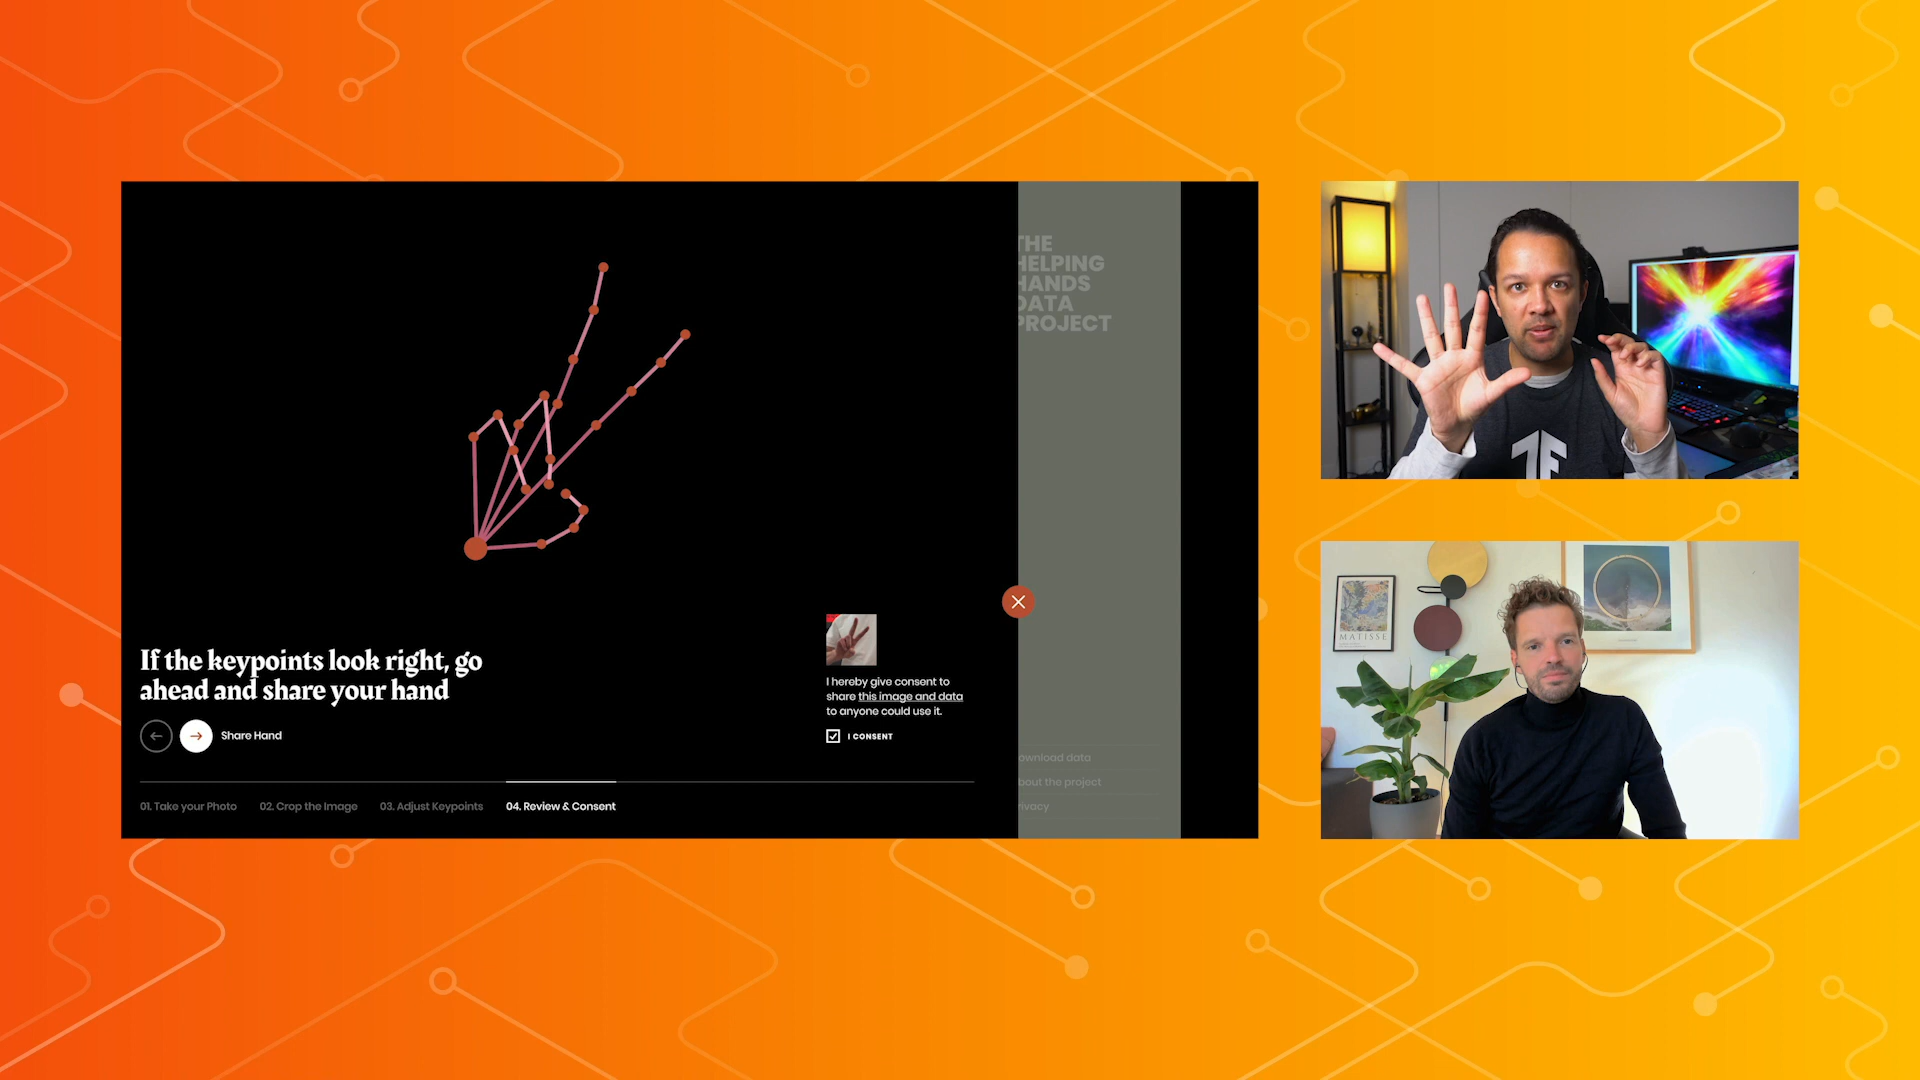 THE
HELPING
HANDS
DATA
PROJECT
If the keypoints look right, go
ahead and share your hand
Share Hand
I hereby give consent to
share this image and data
to anyone could use it.
I CONSENT
01. Take your Photo
02. Crop the Image
03. Adjust Keypoints
04. Review & Consent
ownload data
bout the project
rivacy
MATISSE